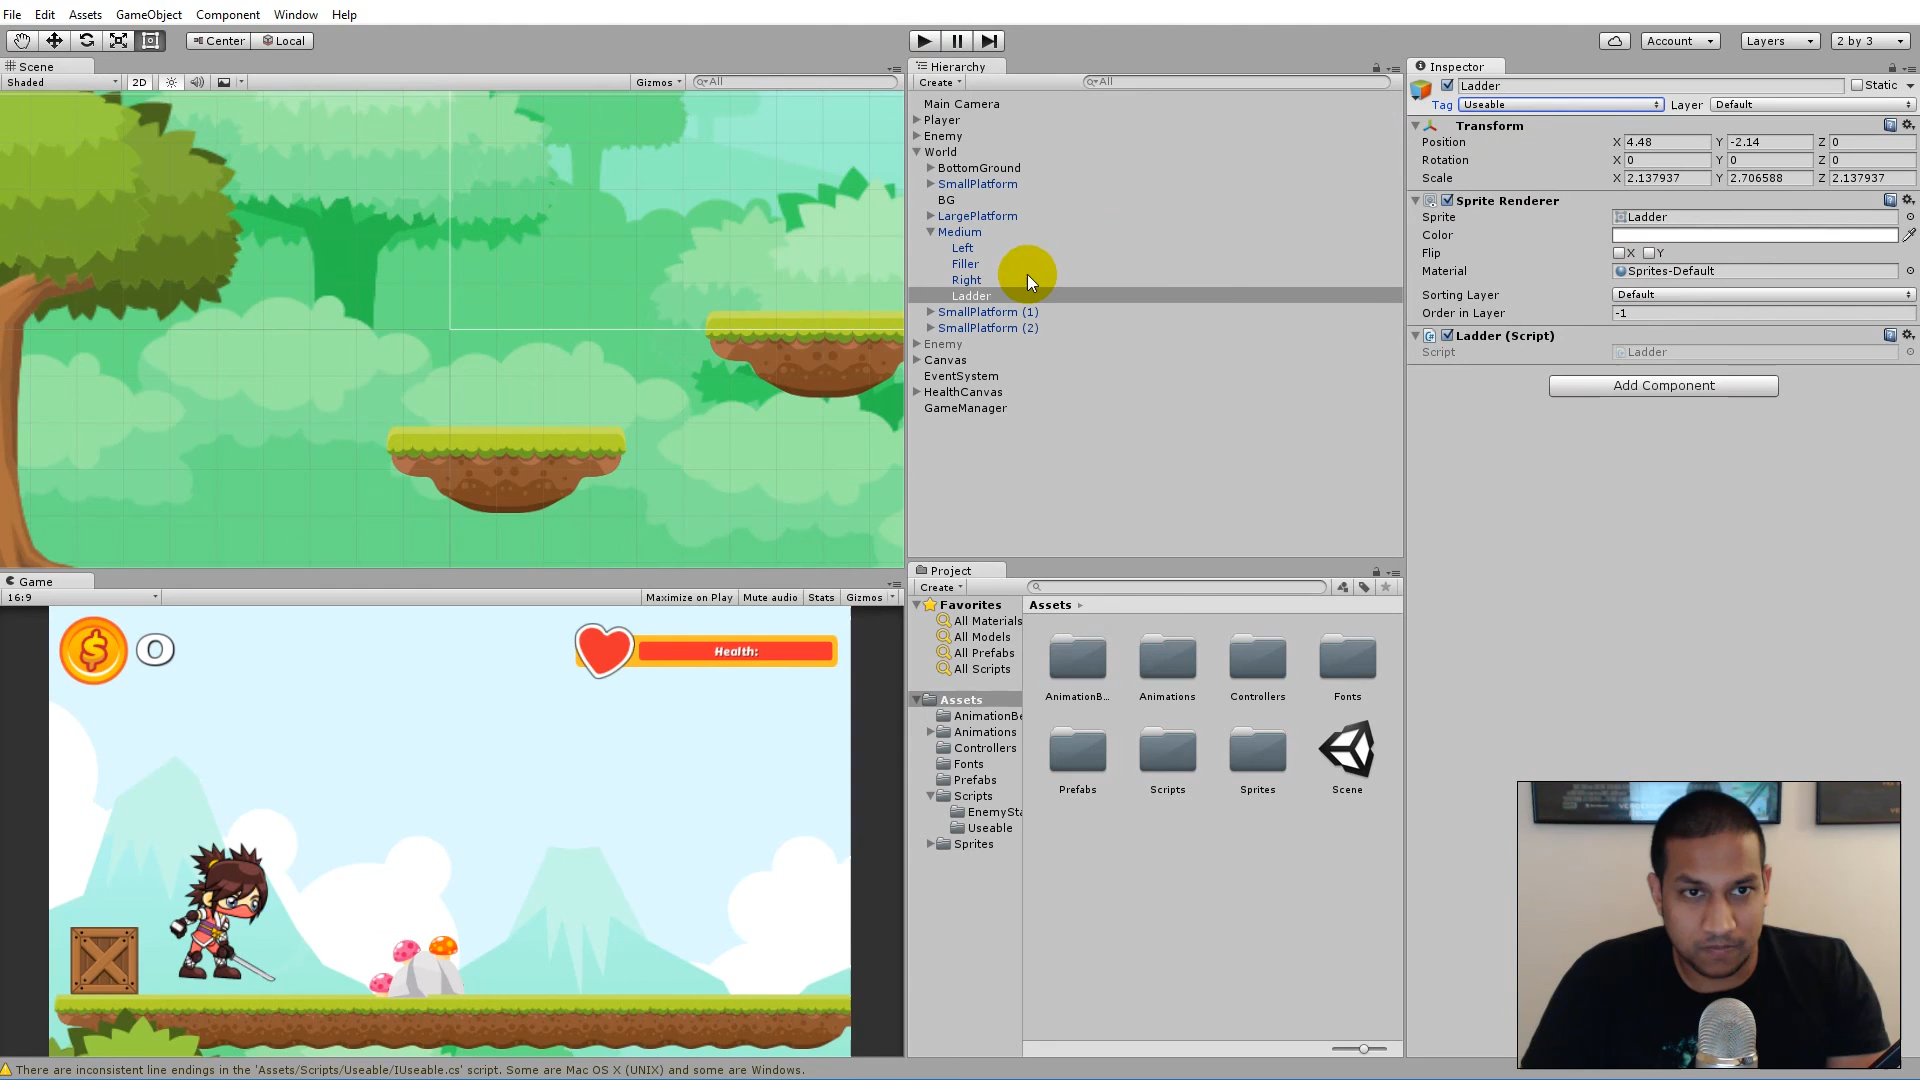 File Edit Assets GameObject Component Window Help
Center Local
Account Layers 2 by 3
Scene
Shaded 2D Gizmos All
Game
16:9 Maximize on Play Mute audio Stats Gizmos
O
Health:
Hierarchy
Create All
Main Camera
Player
Enemy
World
BottomGround
SmallPlatform
BG
LargePlatform
Medium
Left
Filler
Right
Ladder
SmallPlatform (1)
SmallPlatform (2)
Enemy
Canvas
EventSystem
HealthCanvas
GameManager
Project
Create
Favorites
All Materials
All Models
All Prefabs
All Scripts
Assets
AnimationBe
Animations
Controllers
Fonts
Prefabs
Scripts
EnemySta
Useable
Sprites
Assets
AnimationB... Animations Controllers Fonts
Prefabs Scripts Sprites Scene
Inspector
Ladder Static
Tag Useable Layer Default
Transform
Position X 4.48 Y -2.14 Z 0
Rotation X 0 Y 0 Z 0
Scale X 2.137937 Y 2.706588 Z 2.137937
Sprite Renderer
Sprite Ladder
Color
Flip X Y
Material Sprites-Default
Sorting Layer Default
Order in Layer -1
Ladder (Script)
Script Ladder
Add Component
There are inconsistent line endings in the 'Assets/Scripts/Useable/IUseable.cs' script. Some are Mac OS X (UNIX) and some are Windows.